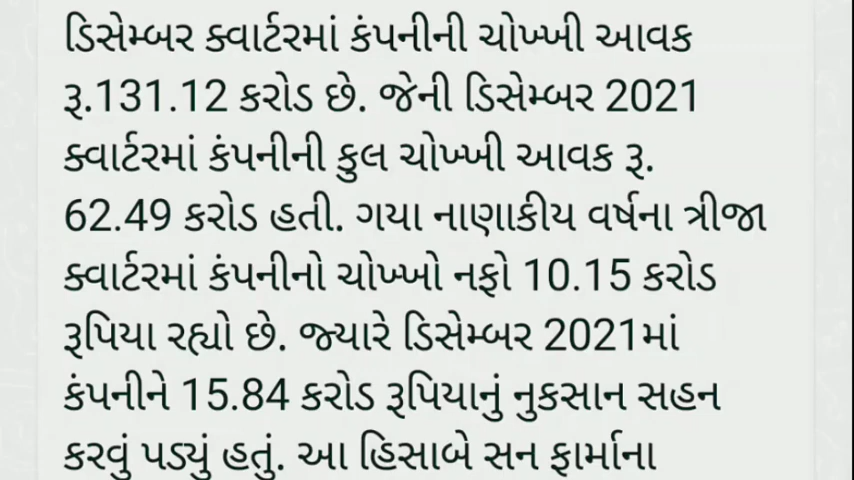 ડિસેમ્બર ક્વાર્ટરમાં કંપનીની ચોખ્ખી આવક
રૂ.131.12 કરોડ છે. જેની ડિસેમ્બર 2021
ક્વાર્ટરમાં કંપનીની કુલ ચોખ્ખી આવક રૂ.
62.49 કરોડ હતી. ગયા નાણાકીય વર્ષના ત્રીજા
ક્વાર્ટરમાં કંપનીનો ચોખ્ખો નફો 10.15 કરોડ
રૂપિયા રહ્યો છે. જ્યારે ડિસેમ્બર 2021માં
કંપનીને 15.84 કરોડ રૂપિયાનું નુકસાન સહન
કરવું પડ્યું હતું. આ હિસાબે સન ફાર્માના